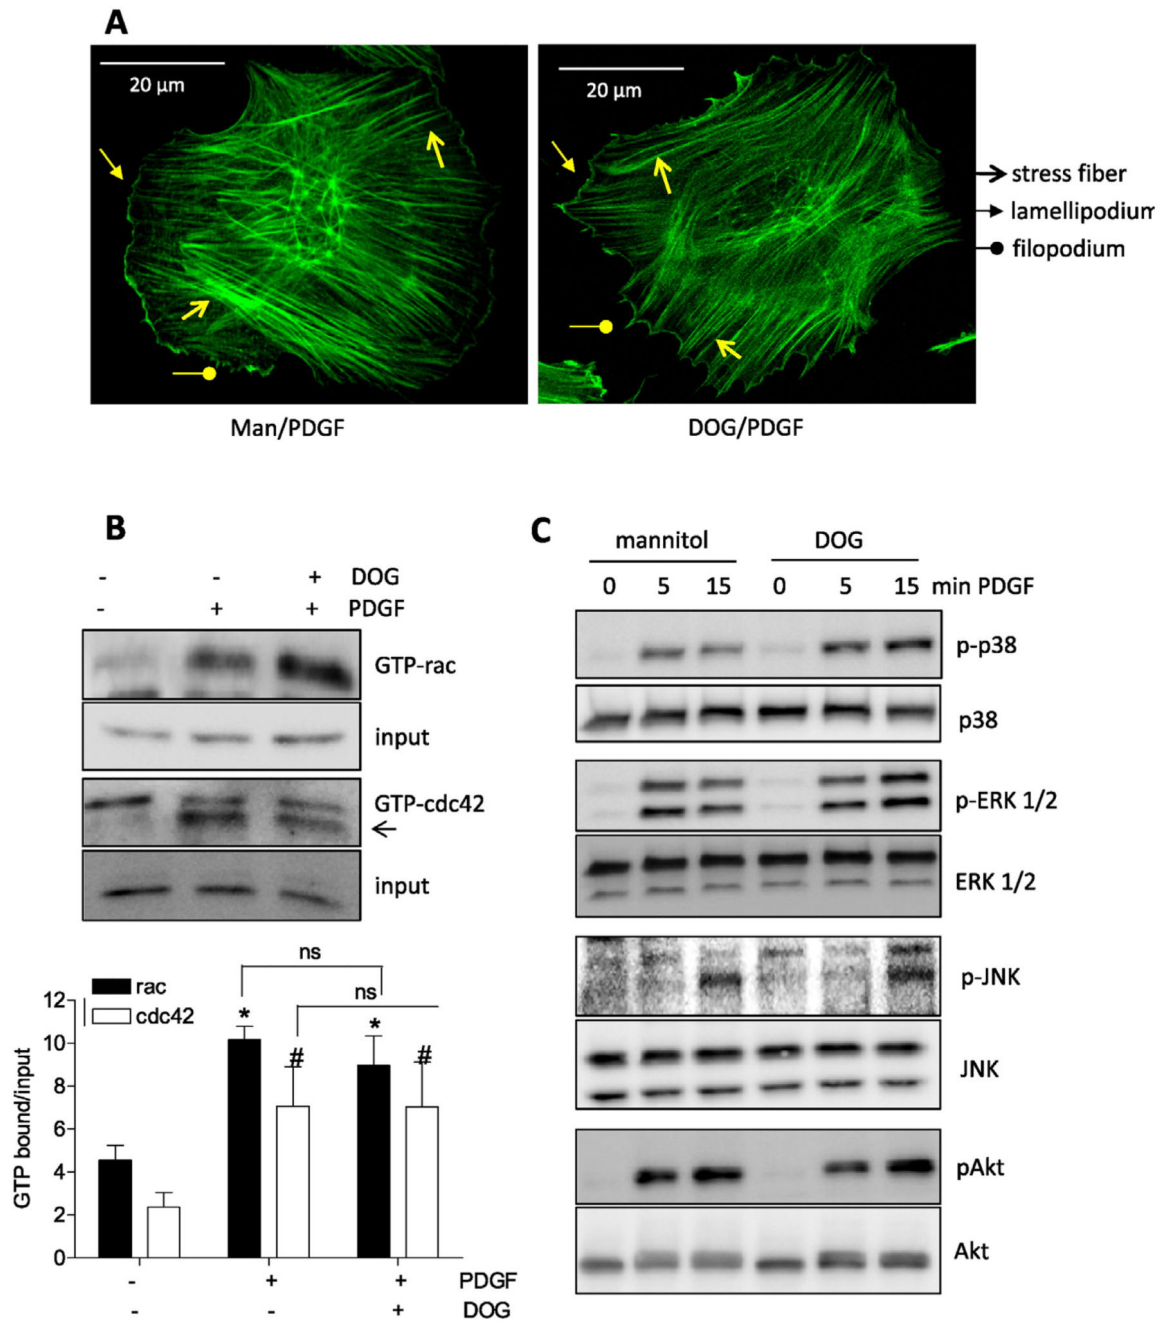 A
20 µm
20 µm
stress fiber
lamellipodium
filopodium
Man/PDGF
DOG/PDGF
B
- - + DOG
- + + PDGF
GTP-rac
input
GTP-cdc42
input
ns
ns
rac
cdc42
* # * #
GTP bound/input
12
10
8
6
4
2
0
- + + PDGF
- - + DOG
C
mannitol DOG
0 5 15 0 5 15 min PDGF
p-p38
p38
p-ERK 1/2
ERK 1/2
p-JNK
JNK
pAkt
Akt